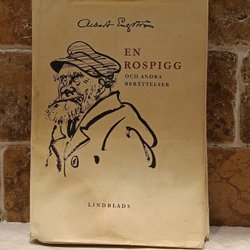 Albert Engström
EN
ROSPIGG
OCH ANDRA
BERÄTTELSER
LINDBLADS